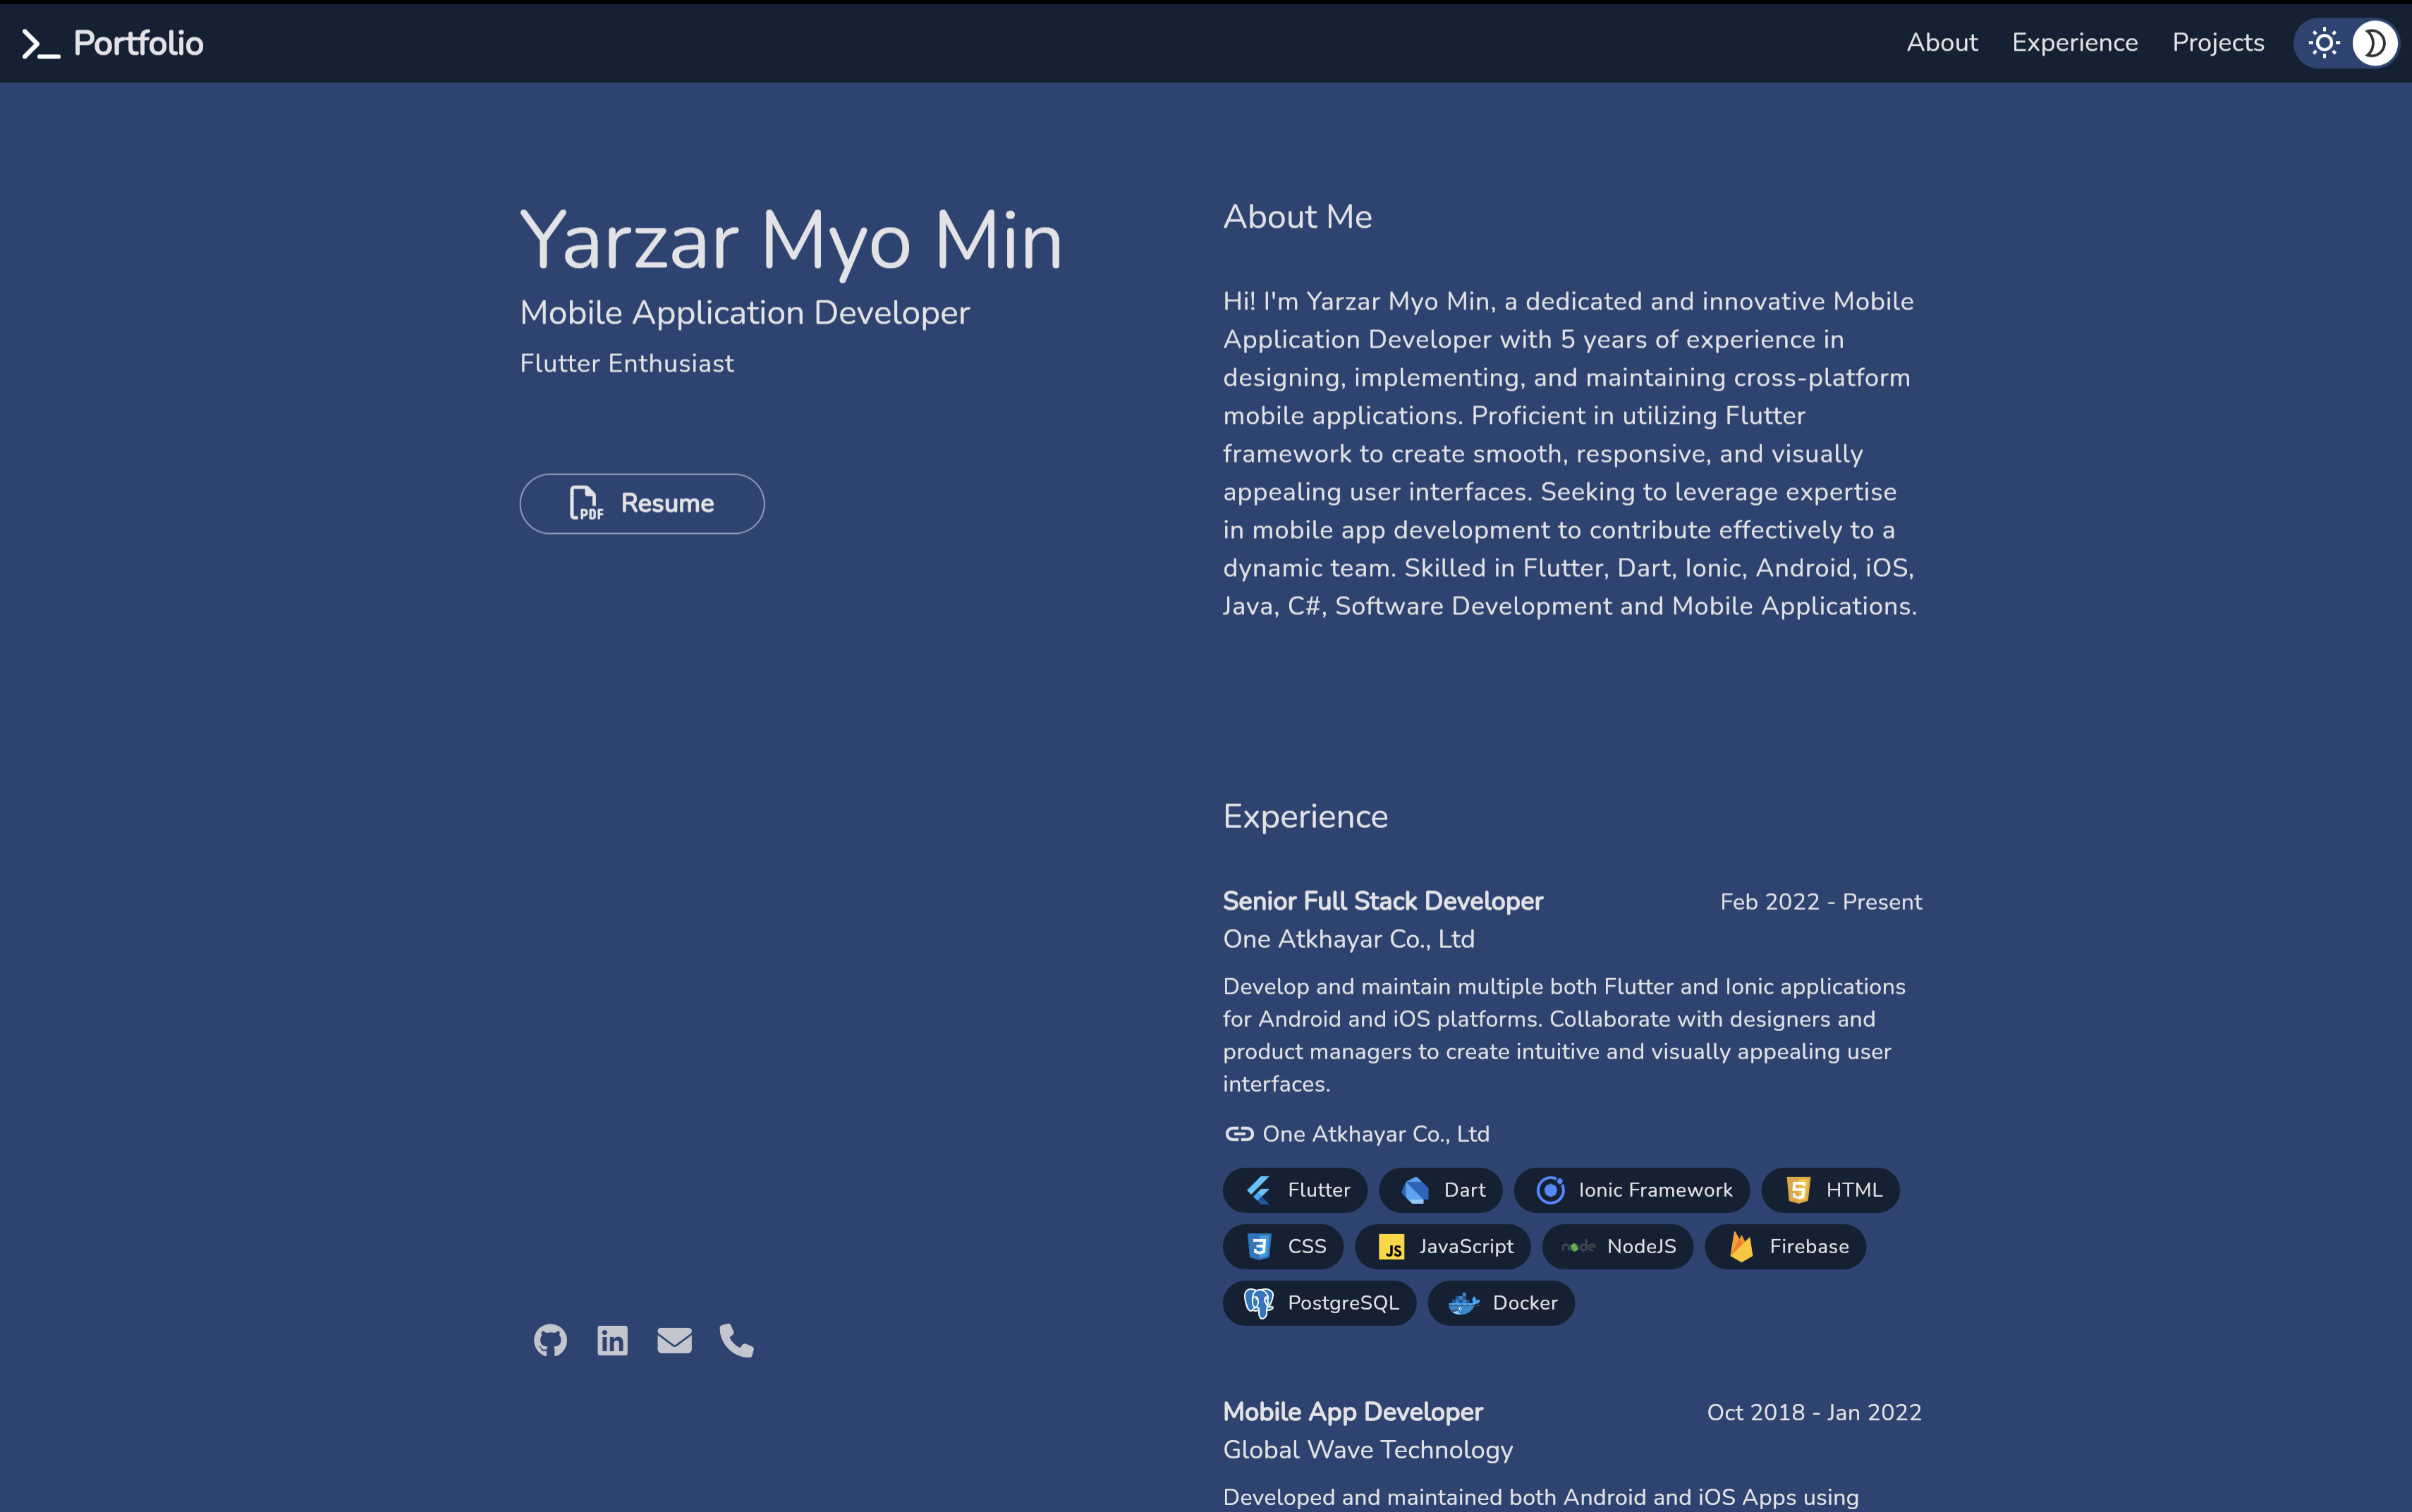 Portfolio
About
Experience
Projects
Yarzar Myo Min
Mobile Application Developer
Flutter Enthusiast
PDF Resume
About Me
Hi! I'm Yarzar Myo Min, a dedicated and innovative Mobile
Application Developer with 5 years of experience in
designing, implementing, and maintaining cross-platform
mobile applications. Proficient in utilizing Flutter
framework to create smooth, responsive, and visually
appealing user interfaces. Seeking to leverage expertise
in mobile app development to contribute effectively to a
dynamic team. Skilled in Flutter, Dart, Ionic, Android, iOS,
Java, C#, Software Development and Mobile Applications.
Experience
Senior Full Stack Developer Feb 2022 - Present
One Atkhayar Co., Ltd
Develop and maintain multiple both Flutter and Ionic applications
for Android and iOS platforms. Collaborate with designers and
product managers to create intuitive and visually appealing user
interfaces.
One Atkhayar Co., Ltd
Flutter Dart Ionic Framework 5 HTML
3 CSS JS JavaScript node NodeJS Firebase
PostgreSQL Docker
in
Mobile App Developer Oct 2018 - Jan 2022
Global Wave Technology
Developed and maintained both Android and iOS Apps using